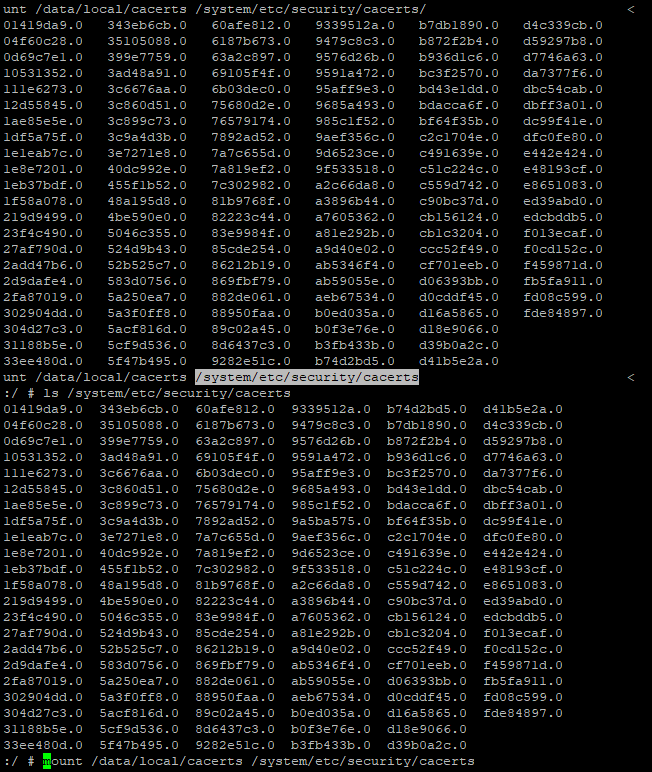 unt /data/local/cacerts /system/etc/security/cacerts/ <
01419da9.0 343eb6cb.0 60afe812.0 9339512a.0 b7db1890.0 d4c339cb.0
04f60c28.0 35105088.0 6187b673.0 9479c8c3.0 b872f2b4.0 d59297b8.0
0d69c7e1.0 399e7759.0 63a2c897.0 9576d26b.0 b936d1c6.0 d7746a63.0
10531352.0 3ad48a91.0 69105f4f.0 9591a472.0 bc3f2570.0 da7377f6.0
111e6273.0 3c6676aa.0 6b03dec0.0 95aff9e3.0 bd43e1dd.0 dbc54cab.0
12d55845.0 3c860d51.0 75680d2e.0 9685a493.0 bdacca6f.0 dbff3a01.0
1ae85e5e.0 3c899c73.0 76579174.0 985c1f52.0 bf64f35b.0 dc99f41e.0
1df5a75f.0 3c9a4d3b.0 7892ad52.0 9aef356c.0 c2c1704e.0 dfc0fe80.0
1e1eab7c.0 3e7271e8.0 7a7c655d.0 9d6523ce.0 c491639e.0 e442e424.0
1e8e7201.0 40dc992e.0 7a819ef2.0 9f533518.0 c51c224c.0 e48193cf.0
1eb37bdf.0 455f1b52.0 7c302982.0 a2c66da8.0 c559d742.0 e8651083.0
1f58a078.0 48a195d8.0 81b9768f.0 a3896b44.0 c90bc37d.0 ed39abd0.0
219d9499.0 4be590e0.0 82223c44.0 a7605362.0 cb156124.0 edcbddb5.0
23f4c490.0 5046c355.0 83e9984f.0 a81e292b.0 cb1c3204.0 f013ecaf.0
27af790d.0 524d9b43.0 85cde254.0 a9d40e02.0 ccc52f49.0 f0cd152c.0
2add47b6.0 52b525c7.0 86212b19.0 ab5346f4.0 cf701eeb.0 f459871d.0
2d9dafe4.0 583d0756.0 869fbf79.0 ab59055e.0 d06393bb.0 fb5fa911.0
2fa87019.0 5a250ea7.0 882de061.0 aeb67534.0 d0cddf45.0 fd08c599.0
302904dd.0 5a3f0ff8.0 88950faa.0 b0ed035a.0 d16a5865.0 fde84897.0
304d27c3.0 5acf816d.0 89c02a45.0 b0f3e76e.0 d18e9066.0
31188b5e.0 5cf9d536.0 8d6437c3.0 b3fb433b.0 d39b0a2c.0
33ee480d.0 5f47b495.0 9282e51c.0 b74d2bd5.0 d41b5e2a.0
unt /data/local/cacerts /system/etc/security/cacerts <
:/ # ls /system/etc/security/cacerts
01419da9.0 343eb6cb.0 60afe812.0 9339512a.0 b74d2bd5.0 d41b5e2a.0
04f60c28.0 35105088.0 6187b673.0 9479c8c3.0 b7db1890.0 d4c339cb.0
0d69c7e1.0 399e7759.0 63a2c897.0 9576d26b.0 b872f2b4.0 d59297b8.0
10531352.0 3ad48a91.0 69105f4f.0 9591a472.0 b936d1c6.0 d7746a63.0
111e6273.0 3c6676aa.0 6b03dec0.0 95aff9e3.0 bc3f2570.0 da7377f6.0
12d55845.0 3c860d51.0 75680d2e.0 9685a493.0 bd43e1dd.0 dbc54cab.0
1ae85e5e.0 3c899c73.0 76579174.0 985c1f52.0 bdacca6f.0 dbff3a01.0
1df5a75f.0 3c9a4d3b.0 7892ad52.0 9a5ba575.0 bf64f35b.0 dc99f41e.0
1e1eab7c.0 3e7271e8.0 7a7c655d.0 9aef356c.0 c2c1704e.0 dfc0fe80.0
1e8e7201.0 40dc992e.0 7a819ef2.0 9d6523ce.0 c491639e.0 e442e424.0
1eb37bdf.0 455f1b52.0 7c302982.0 9f533518.0 c51c224c.0 e48193cf.0
1f58a078.0 48a195d8.0 81b9768f.0 a2c66da8.0 c559d742.0 e8651083.0
219d9499.0 4be590e0.0 82223c44.0 a3896b44.0 c90bc37d.0 ed39abd0.0
23f4c490.0 5046c355.0 83e9984f.0 a7605362.0 cb156124.0 edcbddb5.0
27af790d.0 524d9b43.0 85cde254.0 a81e292b.0 cb1c3204.0 f013ecaf.0
2add47b6.0 52b525c7.0 86212b19.0 a9d40e02.0 ccc52f49.0 f0cd152c.0
2d9dafe4.0 583d0756.0 869fbf79.0 ab5346f4.0 cf701eeb.0 f459871d.0
2fa87019.0 5a250ea7.0 882de061.0 ab59055e.0 d06393bb.0 fb5fa911.0
302904dd.0 5a3f0ff8.0 88950faa.0 aeb67534.0 d0cddf45.0 fd08c599.0
304d27c3.0 5acf816d.0 89c02a45.0 b0ed035a.0 d16a5865.0 fde84897.0
31188b5e.0 5cf9d536.0 8d6437c3.0 b0f3e76e.0 d18e9066.0
33ee480d.0 5f47b495.0 9282e51c.0 b3fb433b.0 d39b0a2c.0
:/ # mount /data/local/cacerts /system/etc/security/cacerts